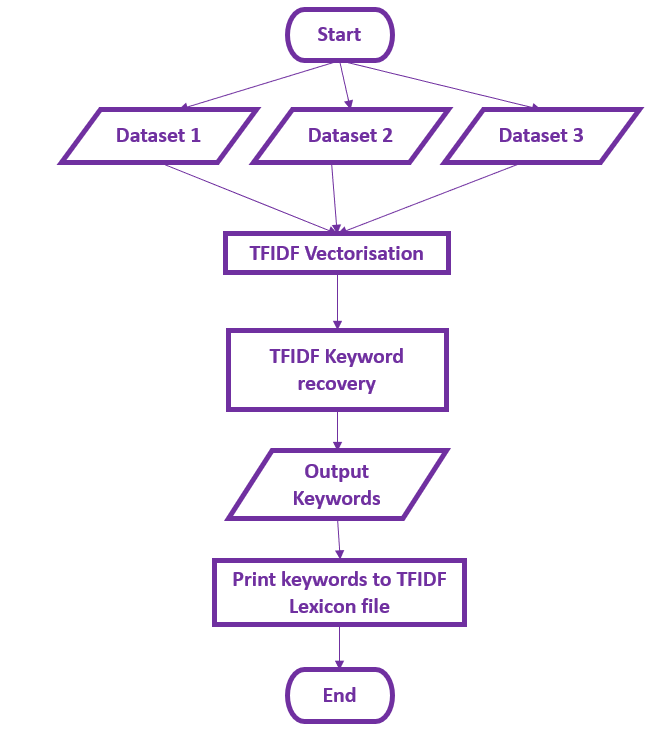 Start
Dataset 1
Dataset 2
Dataset 3
TFIDF Vectorisation
TFIDF Keyword
recovery
Output
Keywords
Print keywords to TFIDF
Lexicon file
End